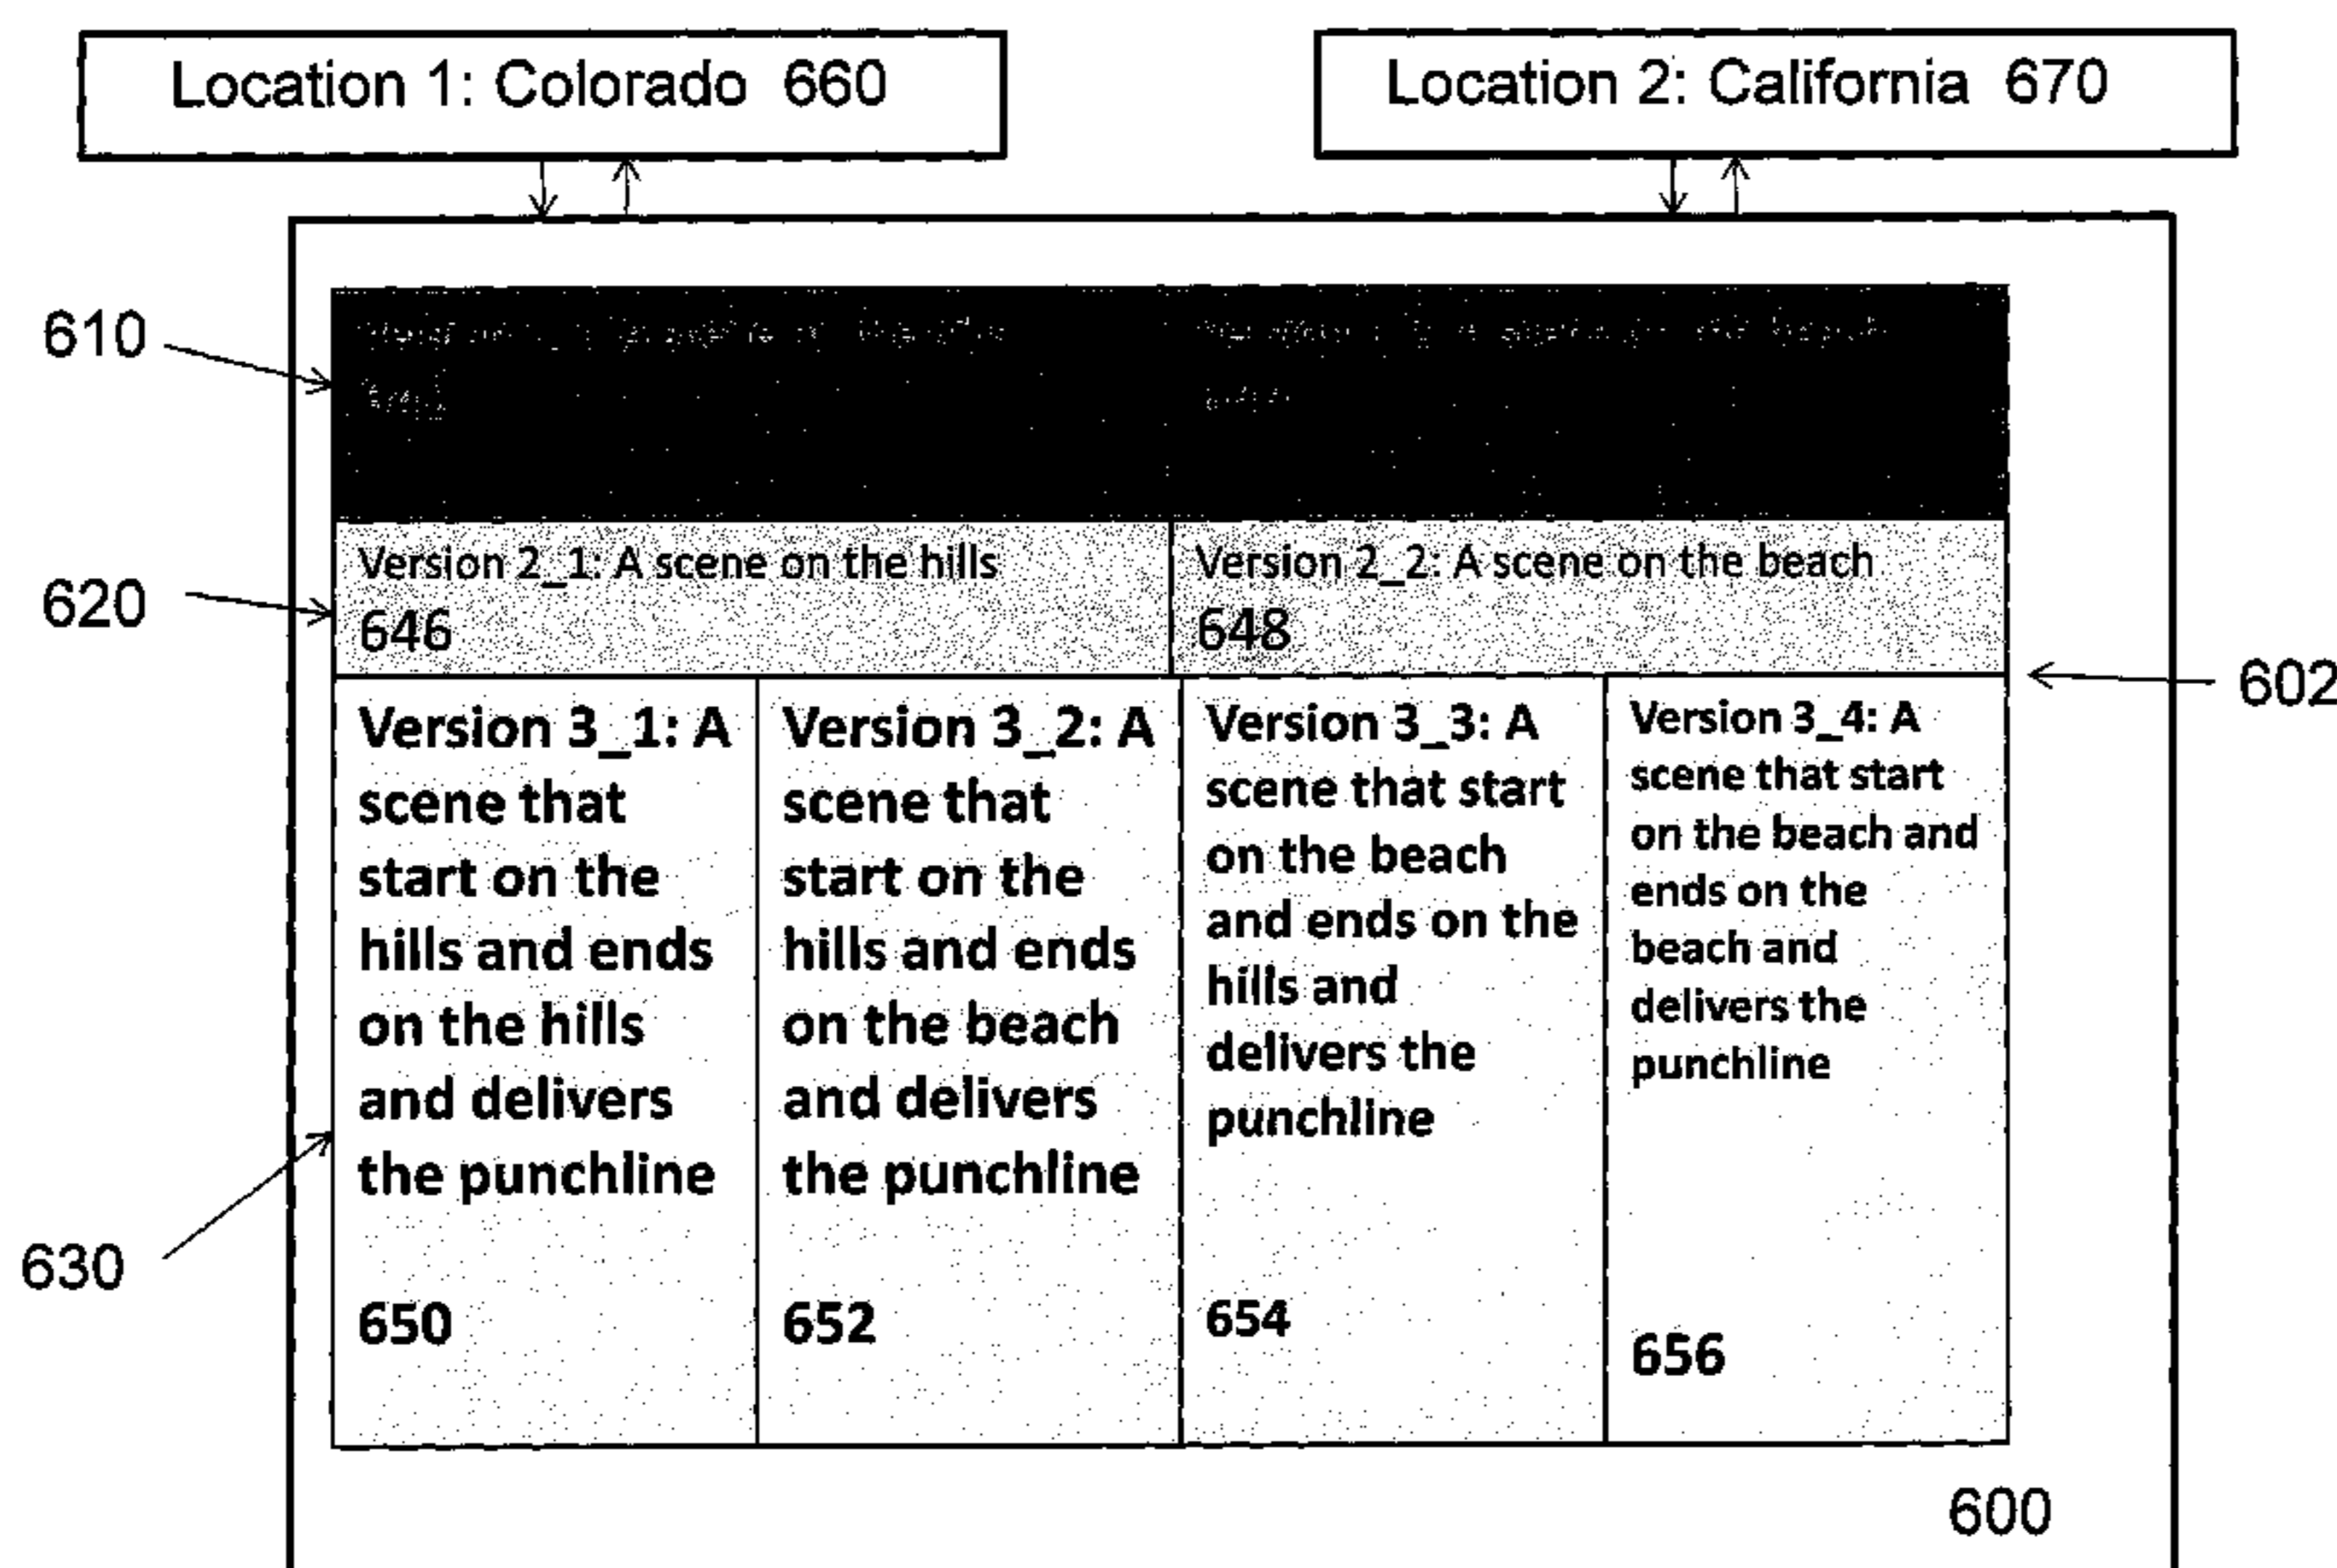 Location 1: Colorado 660
Location 2: California 670
610
620
Version 2_1: A scene on the hills
646
Version 2_2: A scene on the beach
648
602
Version 3_1: A
scene that
start on the
hills and ends
on the hills
and delivers
the punchline
650
Version 3_2: A
scene that
start on the
hills and ends
on the beach
and delivers
the punchline
652
Version 3_3: A
scene that start
on the beach
and ends on the
hills and
delivers the
punchline
654
Version 3_4: A
scene that start
on the beach and
ends on the
beach and
delivers the
punchline
656
630
600